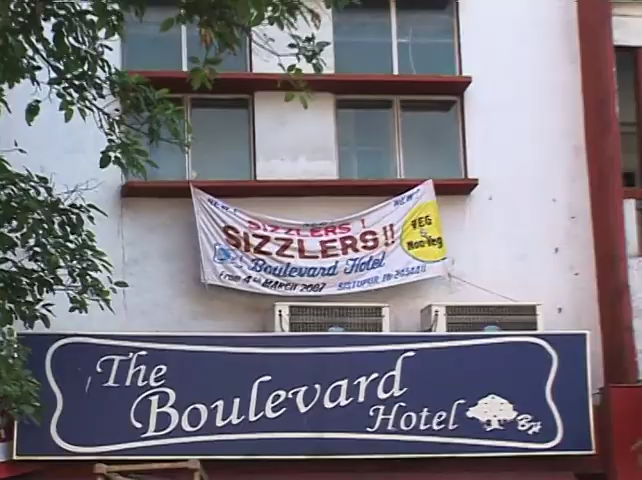 NEW!
NEW!
SIZZLERS!
SIZZLERS!!
VEG
&
Non-Veg
Boulevard Hotel
From 4th MARCH 2007
The
Boulevard
Hotel
BH